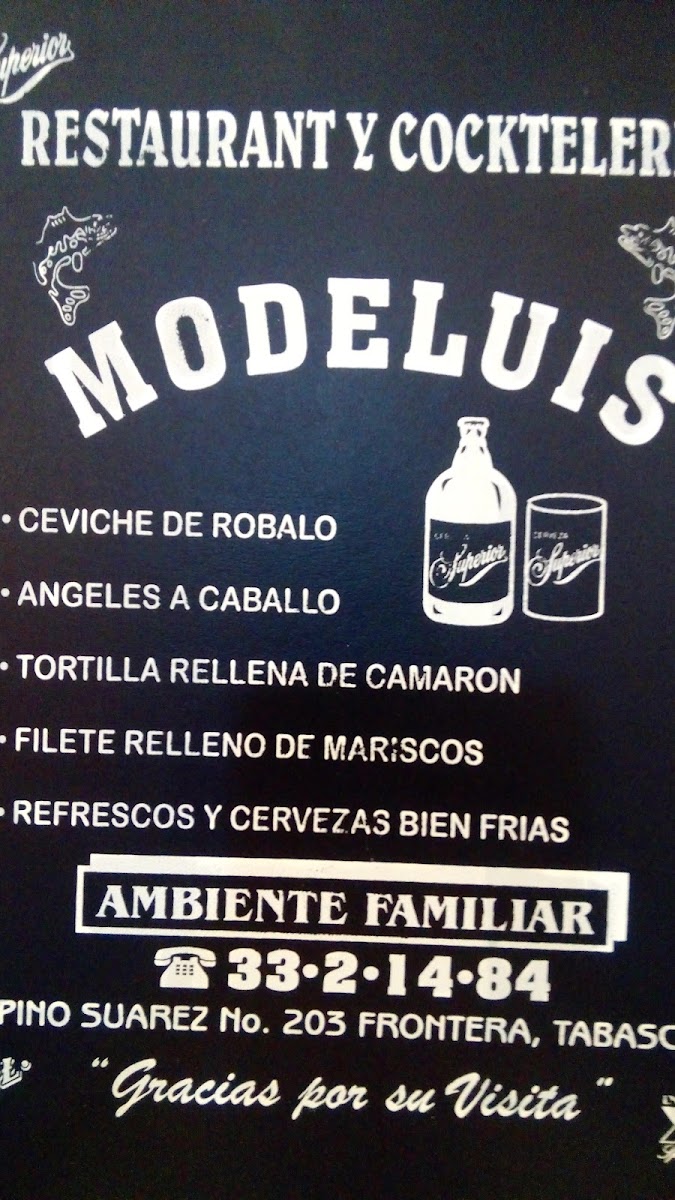 Superior
RESTAURANT Y COCKTELER
MODELUIS
CERVEZA
Superior
Superior
• CEVICHE DE ROBALO
• ANGELES A CABALLO
• TORTILLA RELLENA DE CAMARON
• FILETE RELLENO DE MARISCOS
• REFRESCOS Y CERVEZAS BIEN FRIAS
AMBIENTE FAMILIAR
33•2•14•84
PINO SUAREZ No. 203 FRONTERA, TABASC
"Gracias por su Visita"